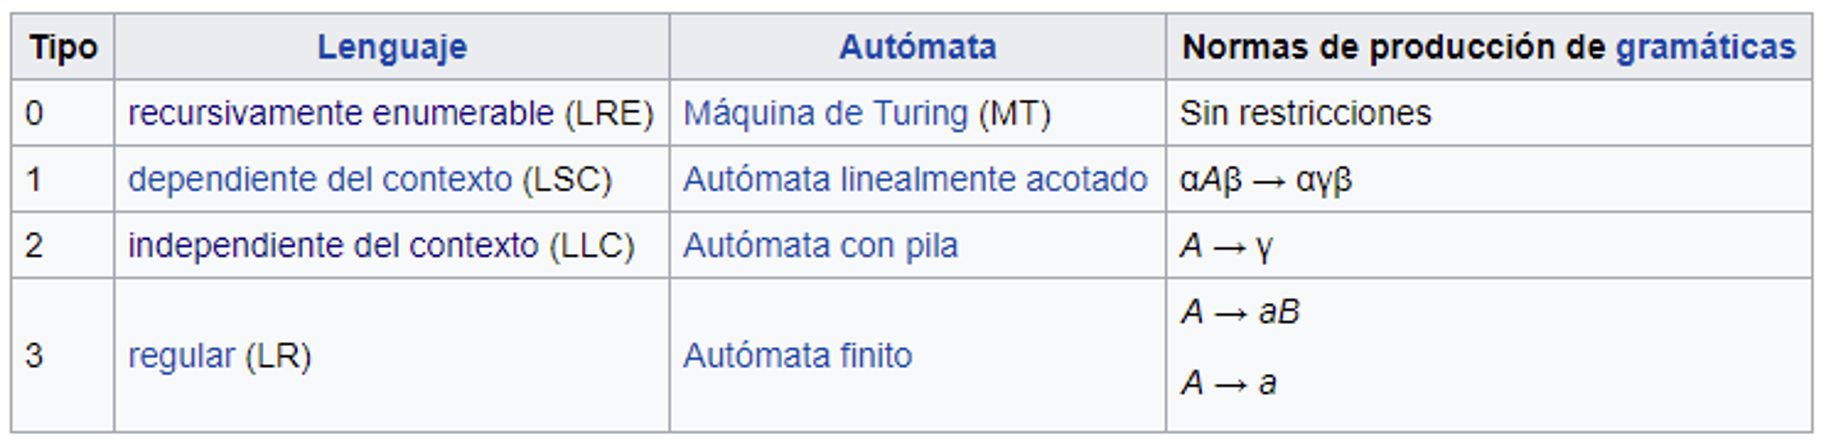 Tipo Lenguaje Autómata Normas de producción de gramáticas
0 recursivamente enumerable (LRE) Máquina de Turing (MT) Sin restricciones
1 dependiente del contexto (LSC) Autómata linealmente acotado αAβ → αγβ
2 independiente del contexto (LLC) Autómata con pila A → γ
3 regular (LR) Autómata finito A → aB
A → a